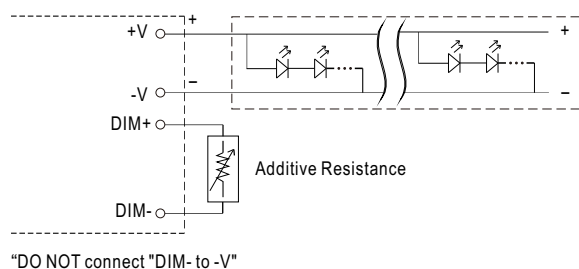 +
+V
+
−
-V
−
DIM+
Additive Resistance
DIM-
"DO NOT connect "DIM- to -V"